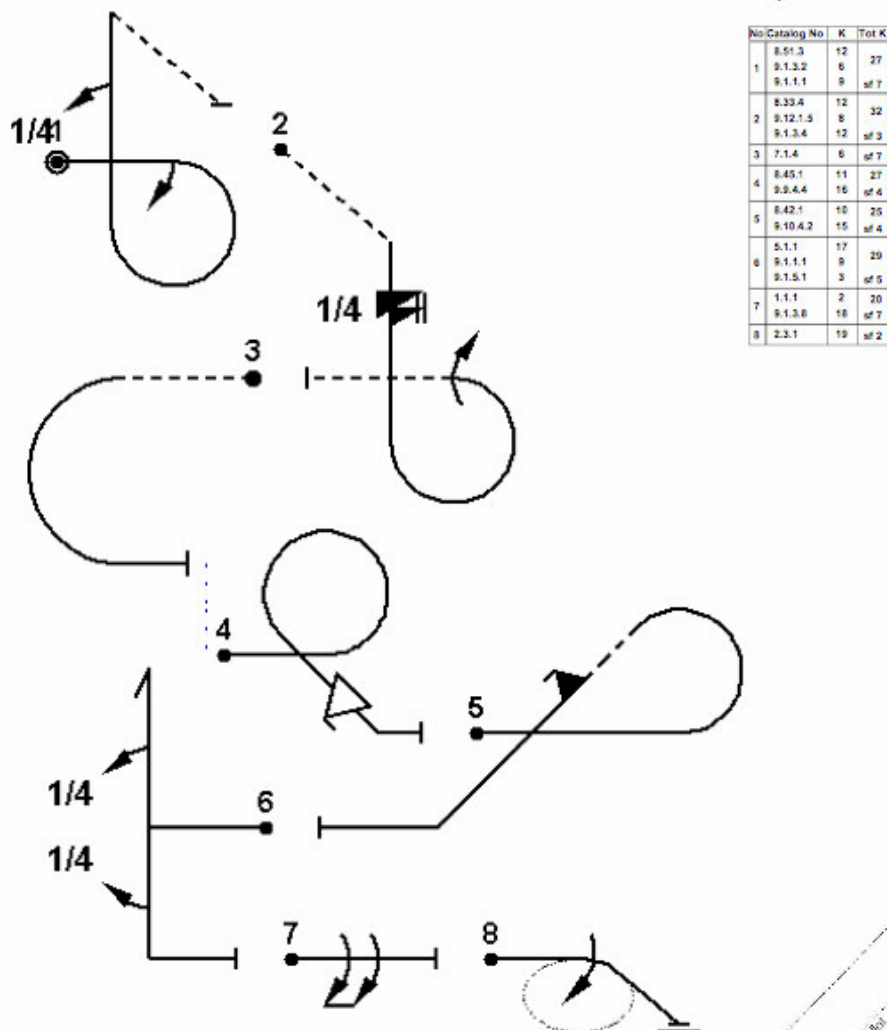 No Catalog No K Tot K
1 8.51.3 12 27
9.1.3.2 6
9.1.1.1 9 sf 7
2 8.33.4 12 32
9.12.1.5 8
9.1.3.4 12 sf 3
3 7.1.4 6 sf 7
4 8.45.1 11 27
9.9.4.4 16 sf 4
5 8.42.1 10 25
9.10.4.2 15 sf 4
6 5.1.1 17 29
9.1.1.1 9
9.1.5.1 3 sf 5
7 1.1.1 2 20
9.1.3.8 18 sf 7
8 2.3.1 19 sf 2
1/4
1
2
1/4
3
4
5
1/4
6
1/4
7
8